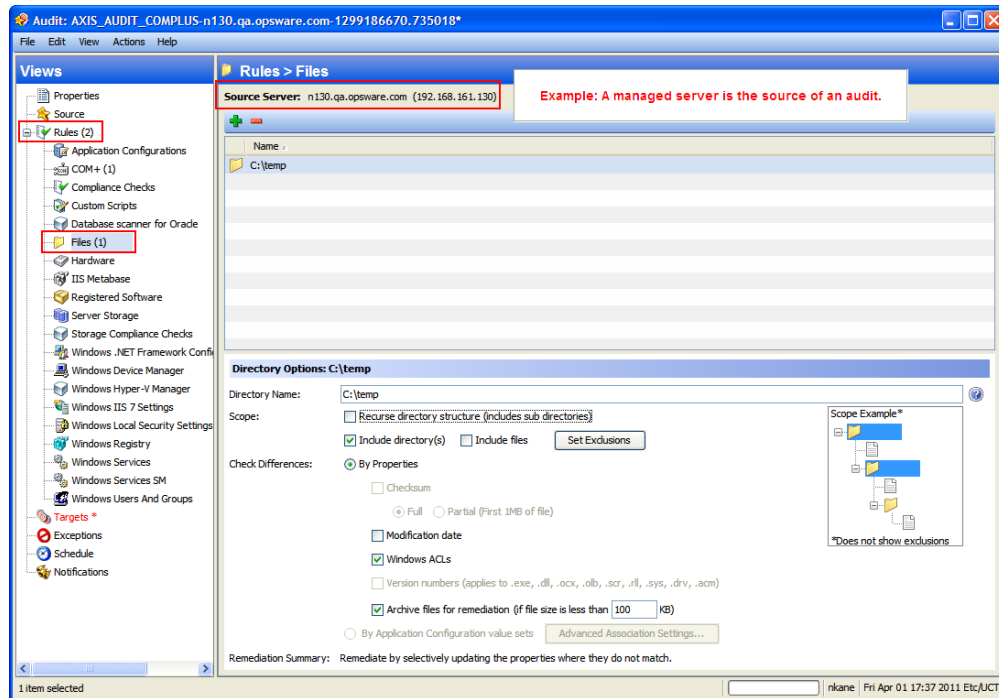 Audit: AXIS_AUDIT_COMPLUS-n130.qa.opsware.com-1299186670.735018*
File Edit View Actions Help
Views
Properties
Source
Rules (2)
Application Configurations
COM+ (1)
Compliance Checks
Custom Scripts
Database scanner for Oracle
Files (1)
Hardware
IIS Metabase
Registered Software
Server Storage
Storage Compliance Checks
Windows .NET Framework Confi
Windows Device Manager
Windows Hyper-V Manager
Windows IIS 7 Settings
Windows Local Security Settings
Windows Registry
Windows Services
Windows Services SM
Windows Users And Groups
Targets *
Exceptions
Schedule
Notifications
Rules > Files
Source Server: n130.qa.opsware.com (192.168.161.130)
Example: A managed server is the source of an audit.
Name
C:\temp
Directory Options: C:\temp
Directory Name: C:\temp
Scope: Recurse directory structure (includes sub directories)
Include directory(s) Include files Set Exclusions
Scope Example*
*Does not show exclusions
Check Differences: By Properties
Checksum
Full Partial (First 1MB of file)
Modification date
Windows ACLs
Version numbers (applies to .exe, .dll, .ocx, .olb, .scr, .rll, .sys, .drv, .acm)
Archive files for remediation (if file size is less than 100 KB)
By Application Configuration value sets Advanced Association Settings...
Remediation Summary: Remediate by selectively updating the properties where they do not match.
1 item selected
nkane Fri Apr 01 17:37 2011 Etc/UCT